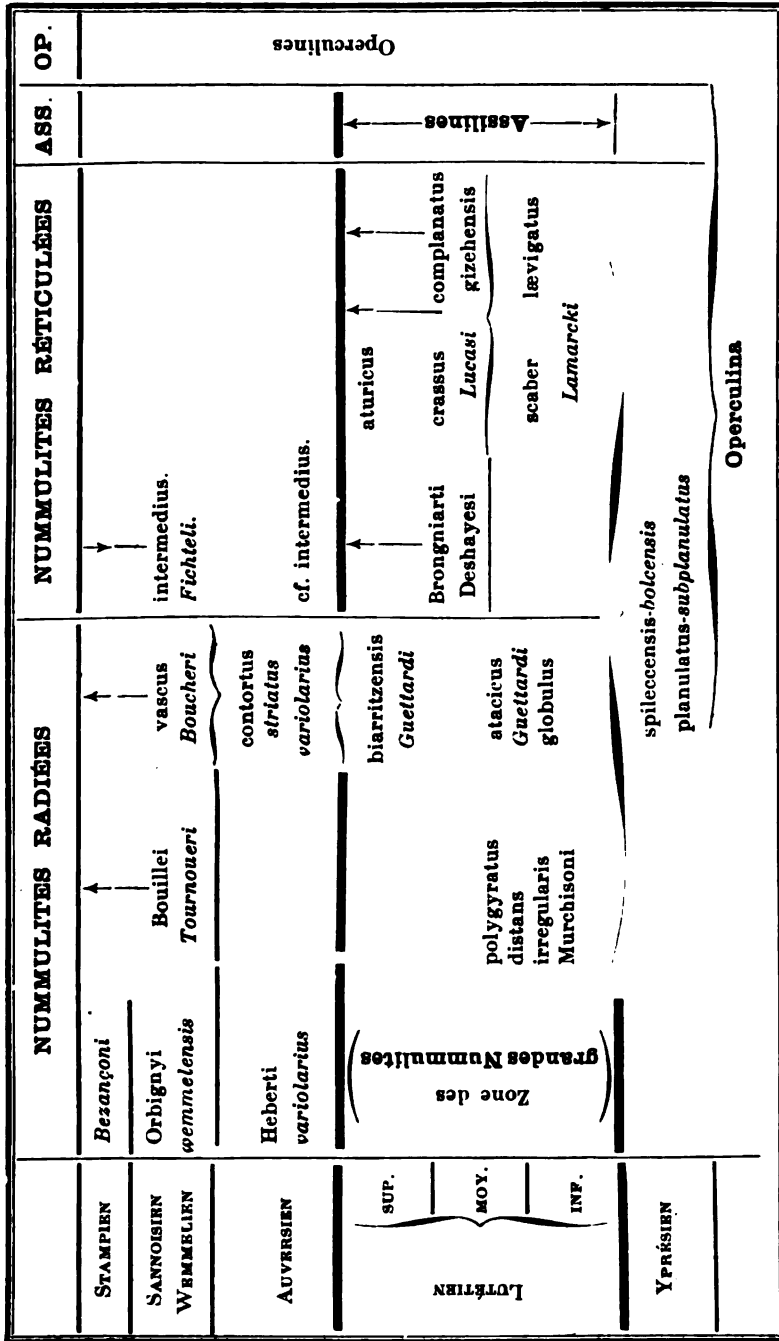 NUMMULITES RADIÉES
NUMMULITES RÉTICULÉES
ASS.
OP.
STAMPIEN
Bezançoni
SANNOISIEN
WEMMELIEN
Orbignyi
wemmelensis
Bouillei
Tournoueri
vascus
Boucheri
intermedius.
Fichteli.
AUVERSIEN
Heberti
variolarius
contortus
striatus
variolarius
cf. intermedius.
LUTÉTIEN
SUP.
MOY.
INF.
Zone des
grandes Nummulites
polygyratus
distans
irregularis
Murchisoni
biarritzensis
Guettardi
atacicus
Guettardi
globulus
Brongniarti
Deshayesi
aturicus
crassus
Lucasi
complanatus
gizehensis
scaber
lævigatus
Lamarcki
Assilines
Operculines
YPRÉSIEN
spileccensis-bolcensis
planulatus-subplanulatus
Operculina